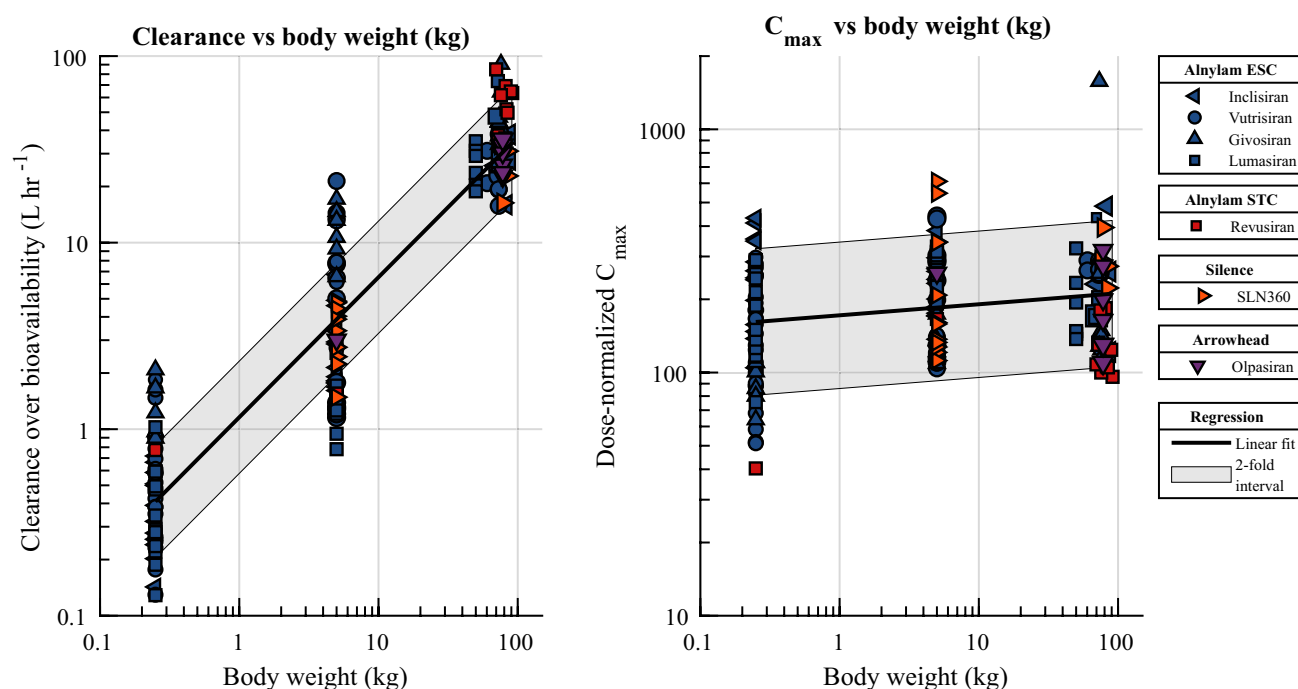 Clearance vs body weight (kg)
Clearance over bioavailability (L hr -1)
100
10
1
0.1
0.1
1
10
100
Body weight (kg)
Cmax vs body weight (kg)
Dose-normalized Cmax
1000
100
10
0.1
1
10
100
Body weight (kg)
Alnylam ESC
Inclisiran
Vutrisiran
Givosiran
Lumasiran
Alnylam STC
Revusiran
Silence
SLN360
Arrowhead
Olpasiran
Regression
Linear fit
2-fold
interval